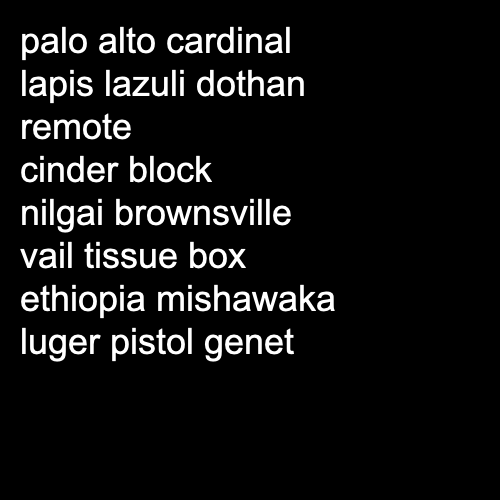 palo alto cardinal
lapis lazuli dothan
remote
cinder block
nilgai brownsville
vail tissue box
ethiopia mishawaka
luger pistol genet